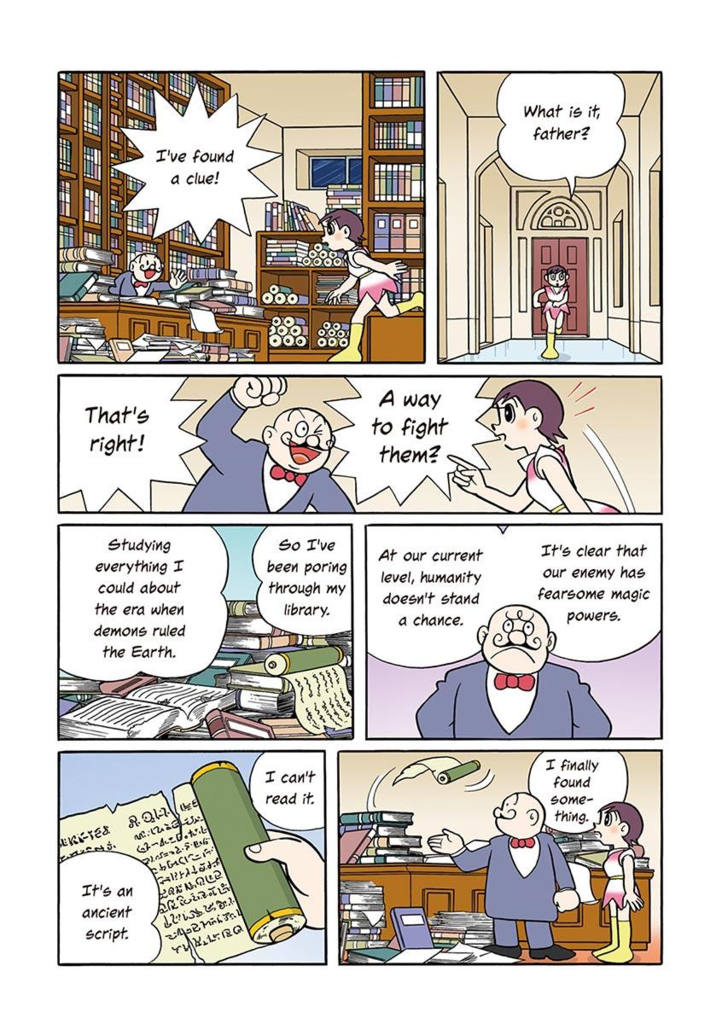 What is it,
father?
I've found
a clue!
A way
to fight
them?
That's
right!
It's clear that
our enemy has
fearsome magic
powers.
At our current
level, humanity
doesn't stand
a chance.
So I've
been poring
through my
library.
Studying
everything I
could about
the era when
demons ruled
the Earth.
I finally
found
some-
thing.
I can't
read it.
It's an
ancient
script.